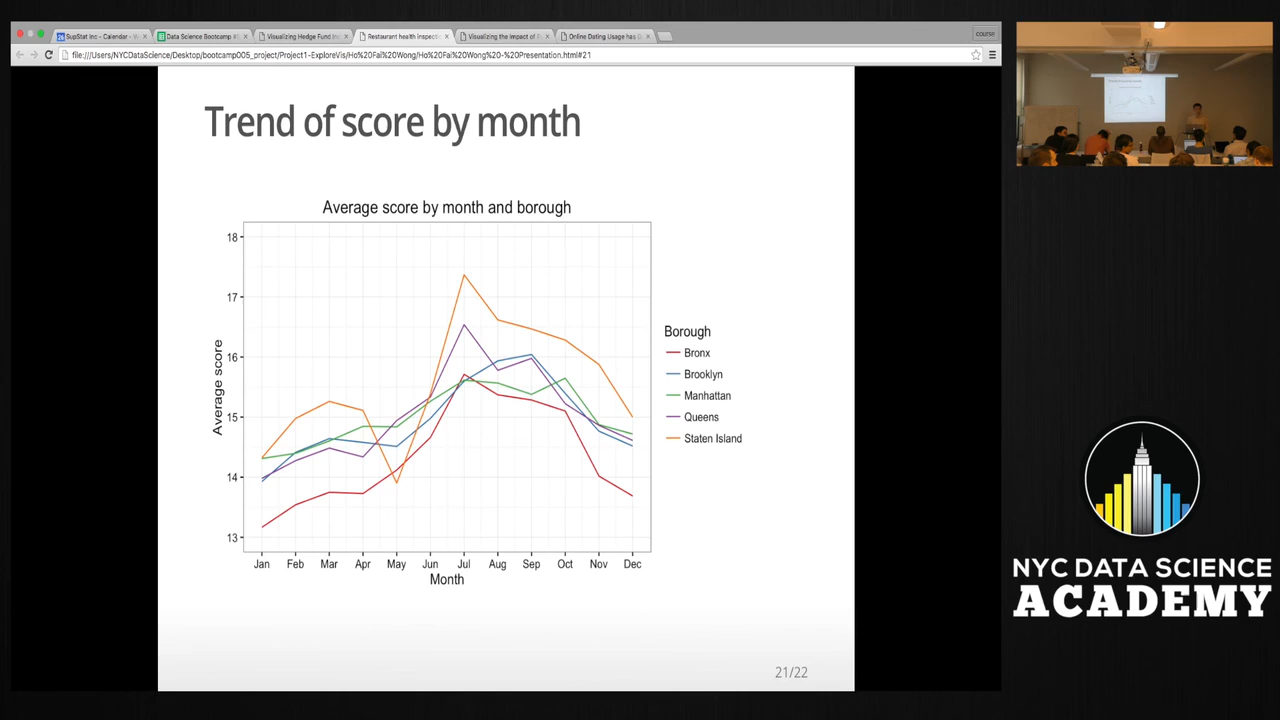 SupStat Inc - Calendar - V
Data Science Bootcamp #
Visualizing Hedge Fund
Restaurant health inspect
Visualizing the Impact of
Online Dating Usage has
course
file:///Users/NYCDataScience/Desktop/bootcamp005_project/Project1-ExploreVis/Ho%20Fai%20Wong/Ho%20Fai%20Wong%20-%20Presentation.html#21
Trend of score by month
Average score by month and borough
18
17
16
15
14
13
Average score
Jan Feb Mar Apr May Jun Jul Aug Sep Oct Nov Dec
Month
Borough
Bronx
Brooklyn
Manhattan
Queens
Staten Island
21/22
NYC DATA SCIENCE
ACADEMY